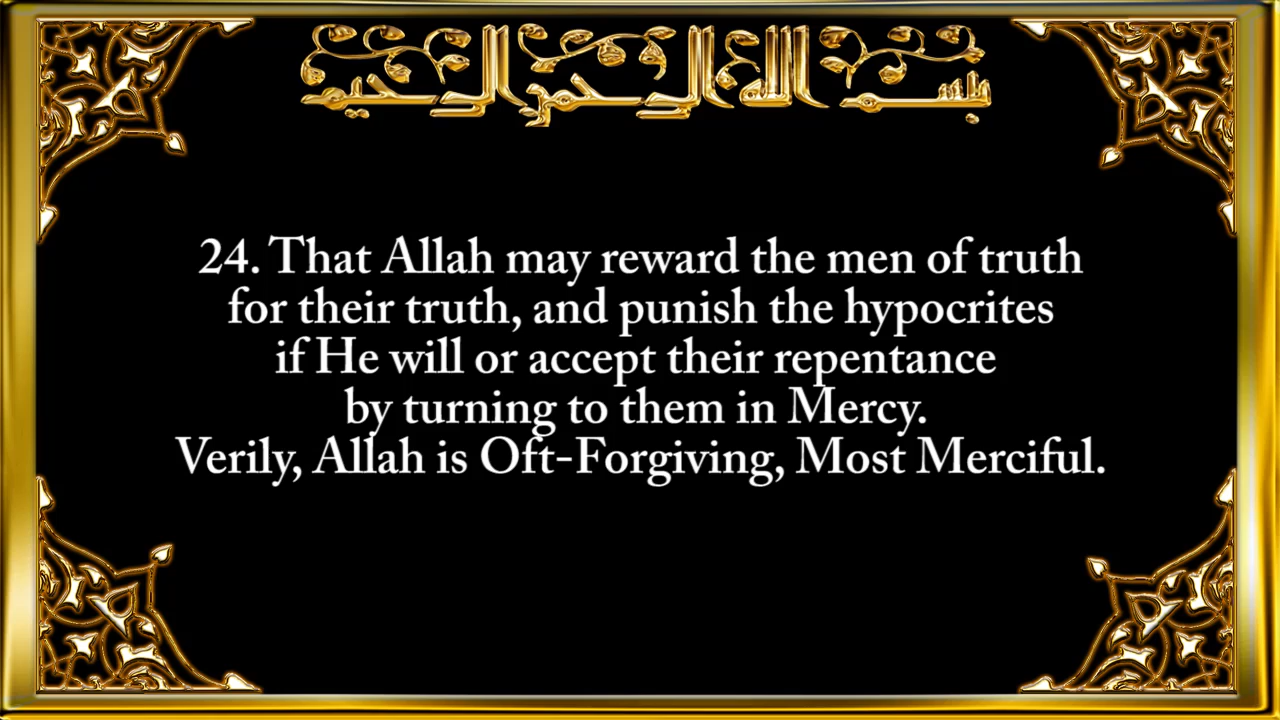 بسم الله الرحمن الرحيم
24. That Allah may reward the men of truth
for their truth, and punish the hypocrites
if He will or accept their repentance
by turning to them in Mercy.
Verily, Allah is Oft-Forgiving, Most Merciful.